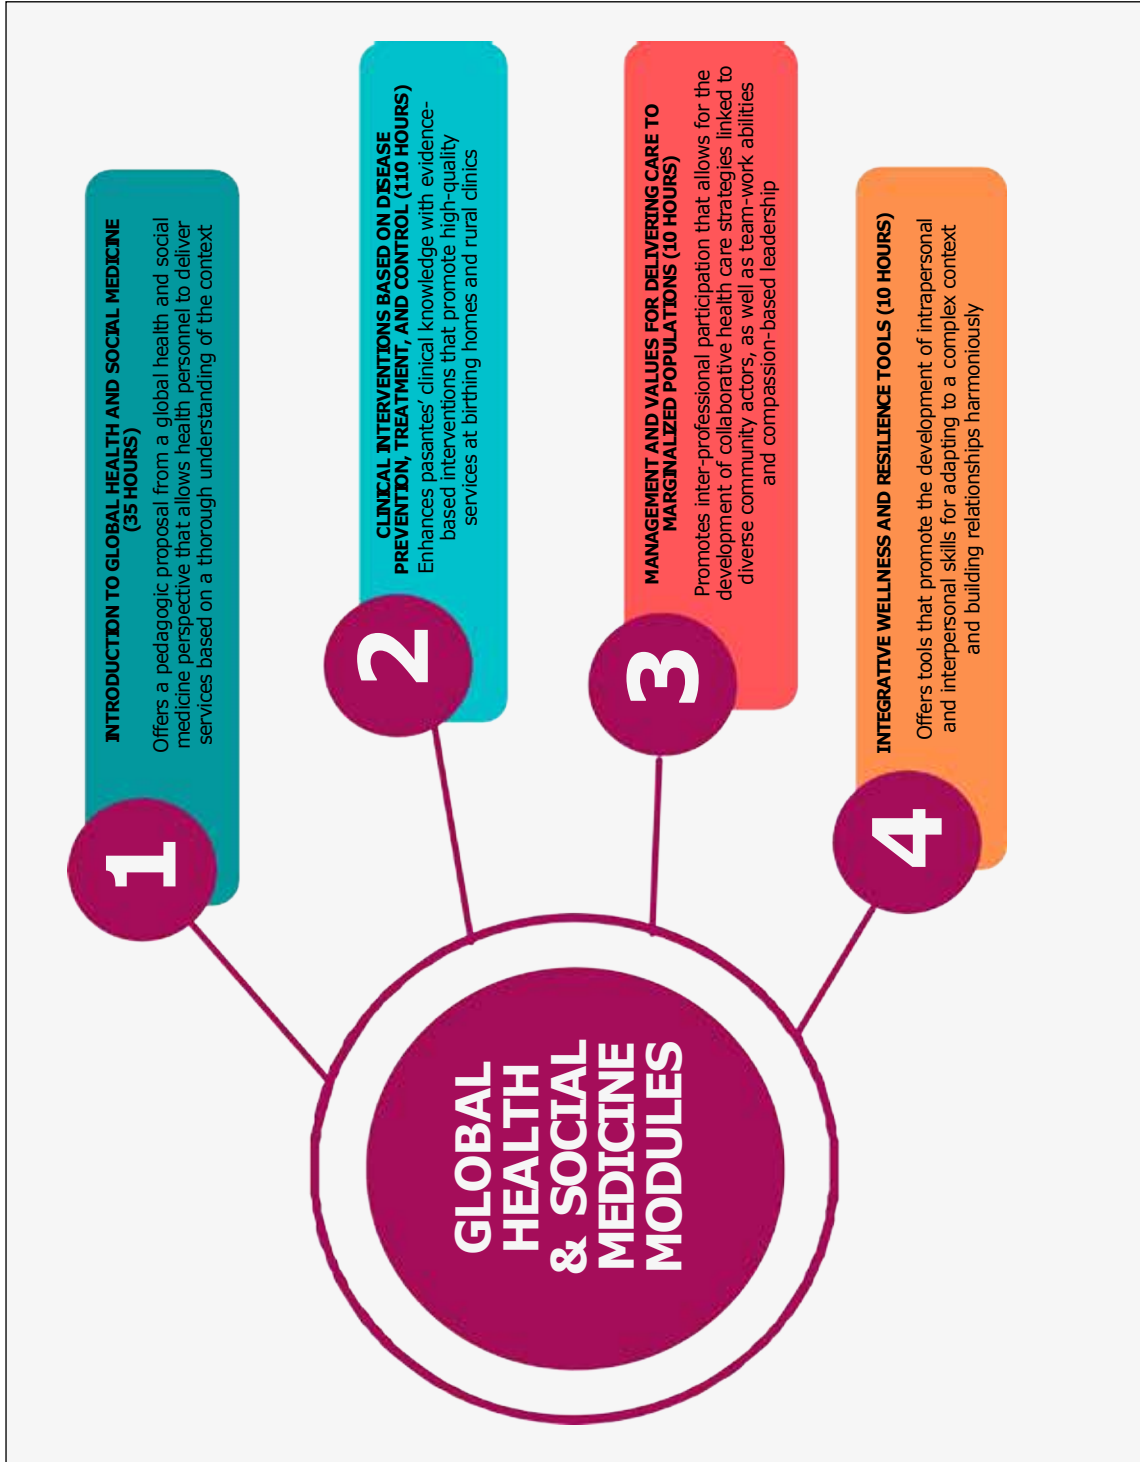 GLOBAL
HEALTH
& SOCIAL
MEDICINE
MODULES
1
INTRODUCTION TO GLOBAL HEALTH AND SOCIAL MEDICINE
(35 HOURS)
Offers a pedagogic proposal from a global health and social
medicine perspective that allows health personnel to deliver
services based on a thorough understanding of the context
2
CLINICAL INTERVENTIONS BASED ON DISEASE
PREVENTION, TREATMENT, AND CONTROL (110 HOURS)
Enhances pasantes’ clinical knowledge with evidence-
based interventions that promote high-quality
services at birthing homes and rural clinics
3
MANAGEMENT AND VALUES FOR DELIVERING CARE TO
MARGINALIZED POPULATIONS (10 HOURS)
Promotes inter-professional participation that allows for the
development of collaborative health care strategies linked to
diverse community actors, as well as team-work abilities
and compassion-based leadership
4
INTEGRATIVE WELLNESS AND RESILIENCE TOOLS (10 HOURS)
Offers tools that promote the development of intrapersonal
and interpersonal skills for adapting to a complex context
and building relationships harmoniously